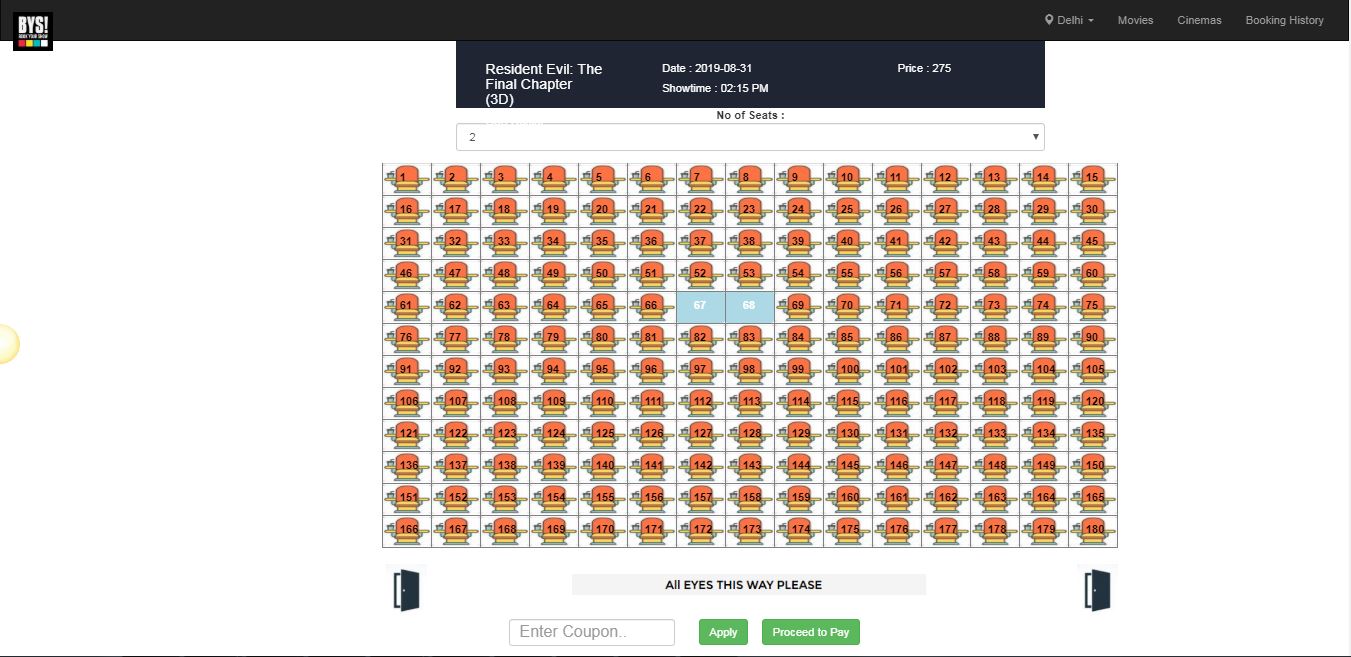 BYS!
BOOK YOUR SHOW
Delhi Movies Cinemas Booking History
Resident Evil: The
Final Chapter
(3D)
Date : 2019-08-31
Showtime : 02:15 PM
Price : 275
No of Seats :
2
1 2 3 4 5 6 7 8 9 10 11 12 13 14 15
16 17 18 19 20 21 22 23 24 25 26 27 28 29 30
31 32 33 34 35 36 37 38 39 40 41 42 43 44 45
46 47 48 49 50 51 52 53 54 55 56 57 58 59 60
61 62 63 64 65 66 67 68 69 70 71 72 73 74 75
76 77 78 79 80 81 82 83 84 85 86 87 88 89 90
91 92 93 94 95 96 97 98 99 100 101 102 103 104 105
106 107 108 109 110 111 112 113 114 115 116 117 118 119 120
121 122 123 124 125 126 127 128 129 130 131 132 133 134 135
136 137 138 139 140 141 142 143 144 145 146 147 148 149 150
151 152 153 154 155 156 157 158 159 160 161 162 163 164 165
166 167 168 169 170 171 172 173 174 175 176 177 178 179 180
All EYES THIS WAY PLEASE
Enter Coupon.. Apply Proceed to Pay